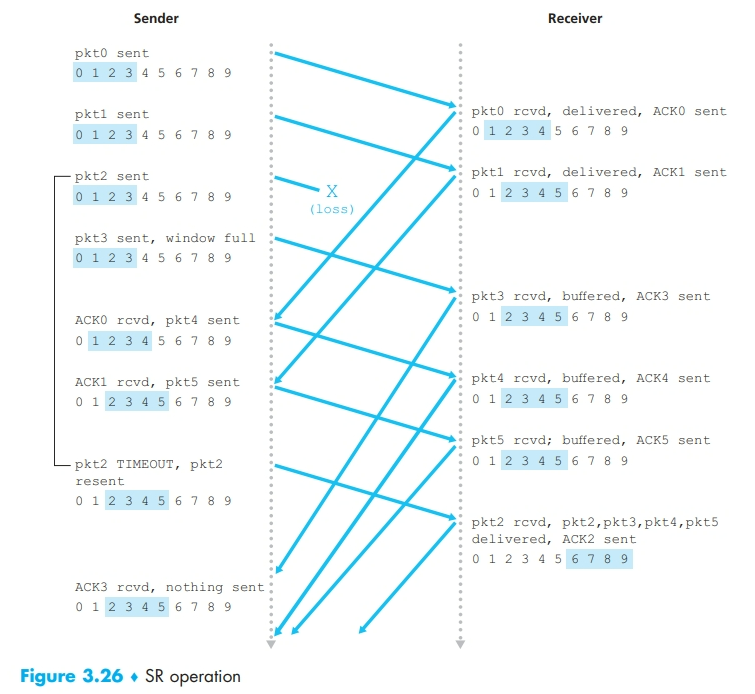 Sender
Receiver
pkt0 sent
0 1 2 3 4 5 6 7 8 9
pkt0 rcvd, delivered, ACK0 sent
0 1 2 3 4 5 6 7 8 9
pkt1 sent
0 1 2 3 4 5 6 7 8 9
pkt1 rcvd, delivered, ACK1 sent
0 1 2 3 4 5 6 7 8 9
pkt2 sent
0 1 2 3 4 5 6 7 8 9
X
(loss)
pkt3 sent, window full
0 1 2 3 4 5 6 7 8 9
pkt3 rcvd, buffered, ACK3 sent
0 1 2 3 4 5 6 7 8 9
ACK0 rcvd, pkt4 sent
0 1 2 3 4 5 6 7 8 9
pkt4 rcvd, buffered, ACK4 sent
0 1 2 3 4 5 6 7 8 9
ACK1 rcvd, pkt5 sent
0 1 2 3 4 5 6 7 8 9
pkt5 rcvd; buffered, ACK5 sent
0 1 2 3 4 5 6 7 8 9
pkt2 TIMEOUT, pkt2
resent
0 1 2 3 4 5 6 7 8 9
pkt2 rcvd, pkt2,pkt3,pkt4,pkt5
delivered, ACK2 sent
0 1 2 3 4 5 6 7 8 9
ACK3 rcvd, nothing sent
0 1 2 3 4 5 6 7 8 9
Figure 3.26 ♦ SR operation